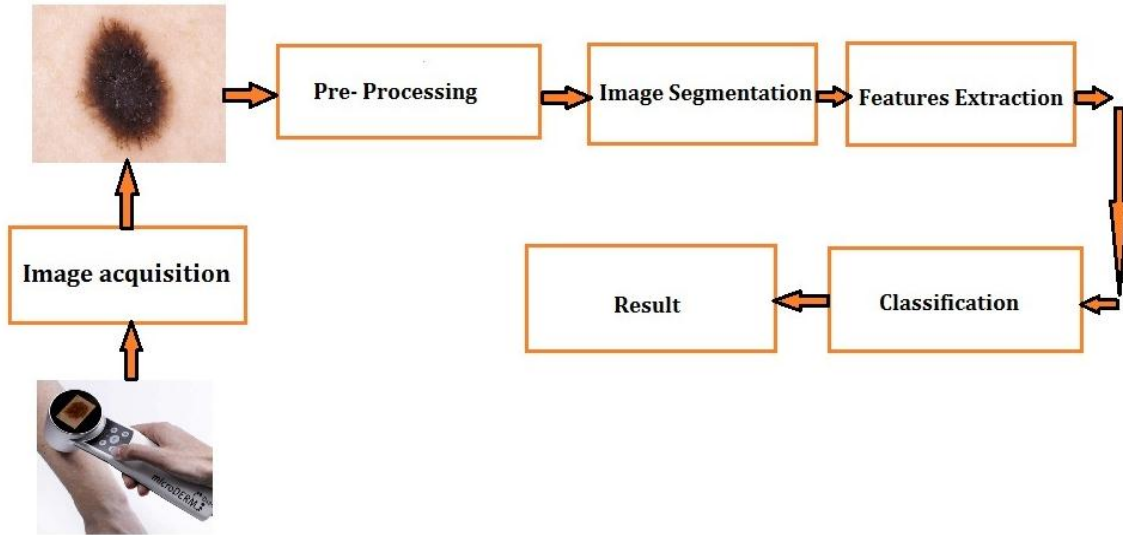 Pre- Processing
Image Segmentation
Features Extraction
Image acquisition
Result
Classification
microDERM